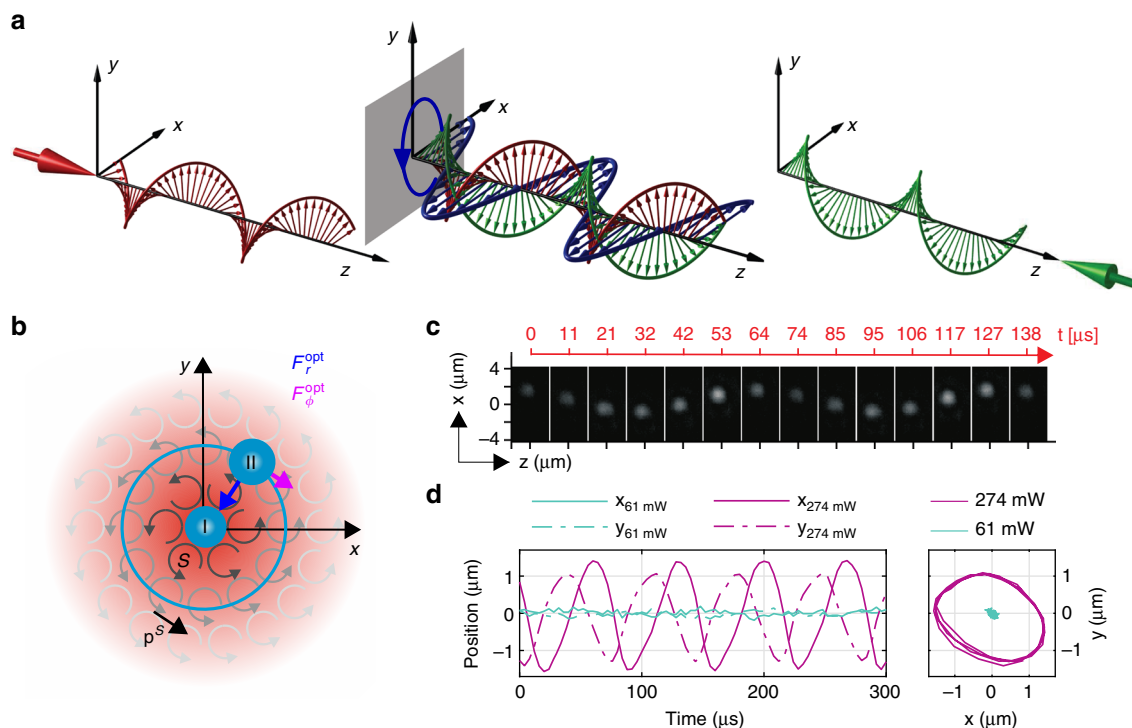 a
y
x
z
y
x
z
y
x
z
b
y
F_r^opt
F_ϕ^opt
II
I
x
S
p^S
c
0 11 21 32 42 53 64 74 85 95 106 117 127 138 t [μs]
x (μm)
4
0
−4
z (μm)
d
x_61 mW x_274 mW 274 mW
y_61 mW y_274 mW 61 mW
Position (μm)
1
0
−1
0 100 200 300
Time (μs)
1
0
−1
y (μm)
−1 0 1
x (μm)